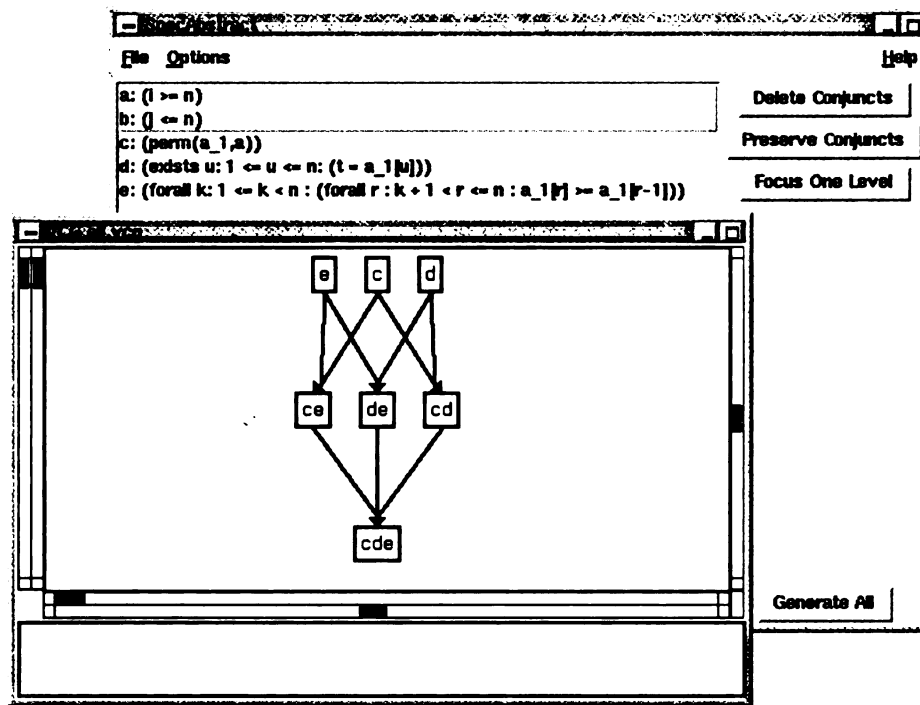 File Options Help
a: (i >= n)
b: (j <= n)
c: (perm(a_1,a))
d: (exists u: 1 <= u <= n: (t = a_1[u]))
e: (forall k: 1 <= k < n : (forall r : k + 1 < r <= n : a_1[r] >= a_1[r-1]))
Delete Conjuncts
Preserve Conjuncts
Focus One Level
e c d
ce de cd
cde
Generate All